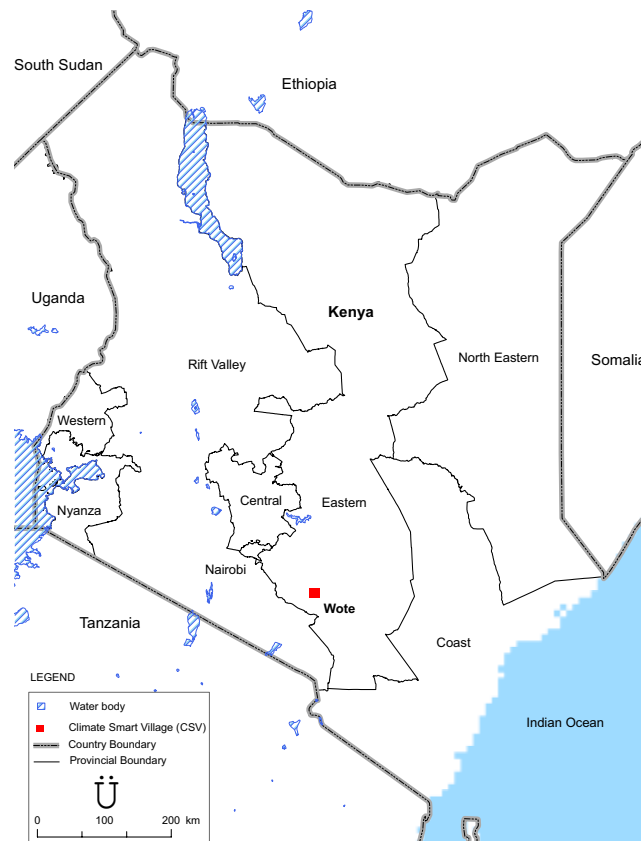 South Sudan
Ethiopia
Uganda
Kenya
Rift Valley
North Eastern
Somalia
Western
Central
Eastern
Nyanza
Nairobi
Wote
Tanzania
Coast
Indian Ocean
LEGEND
Water body
Climate Smart Village (CSV)
Country Boundary
Provincial Boundary
0 100 200 km